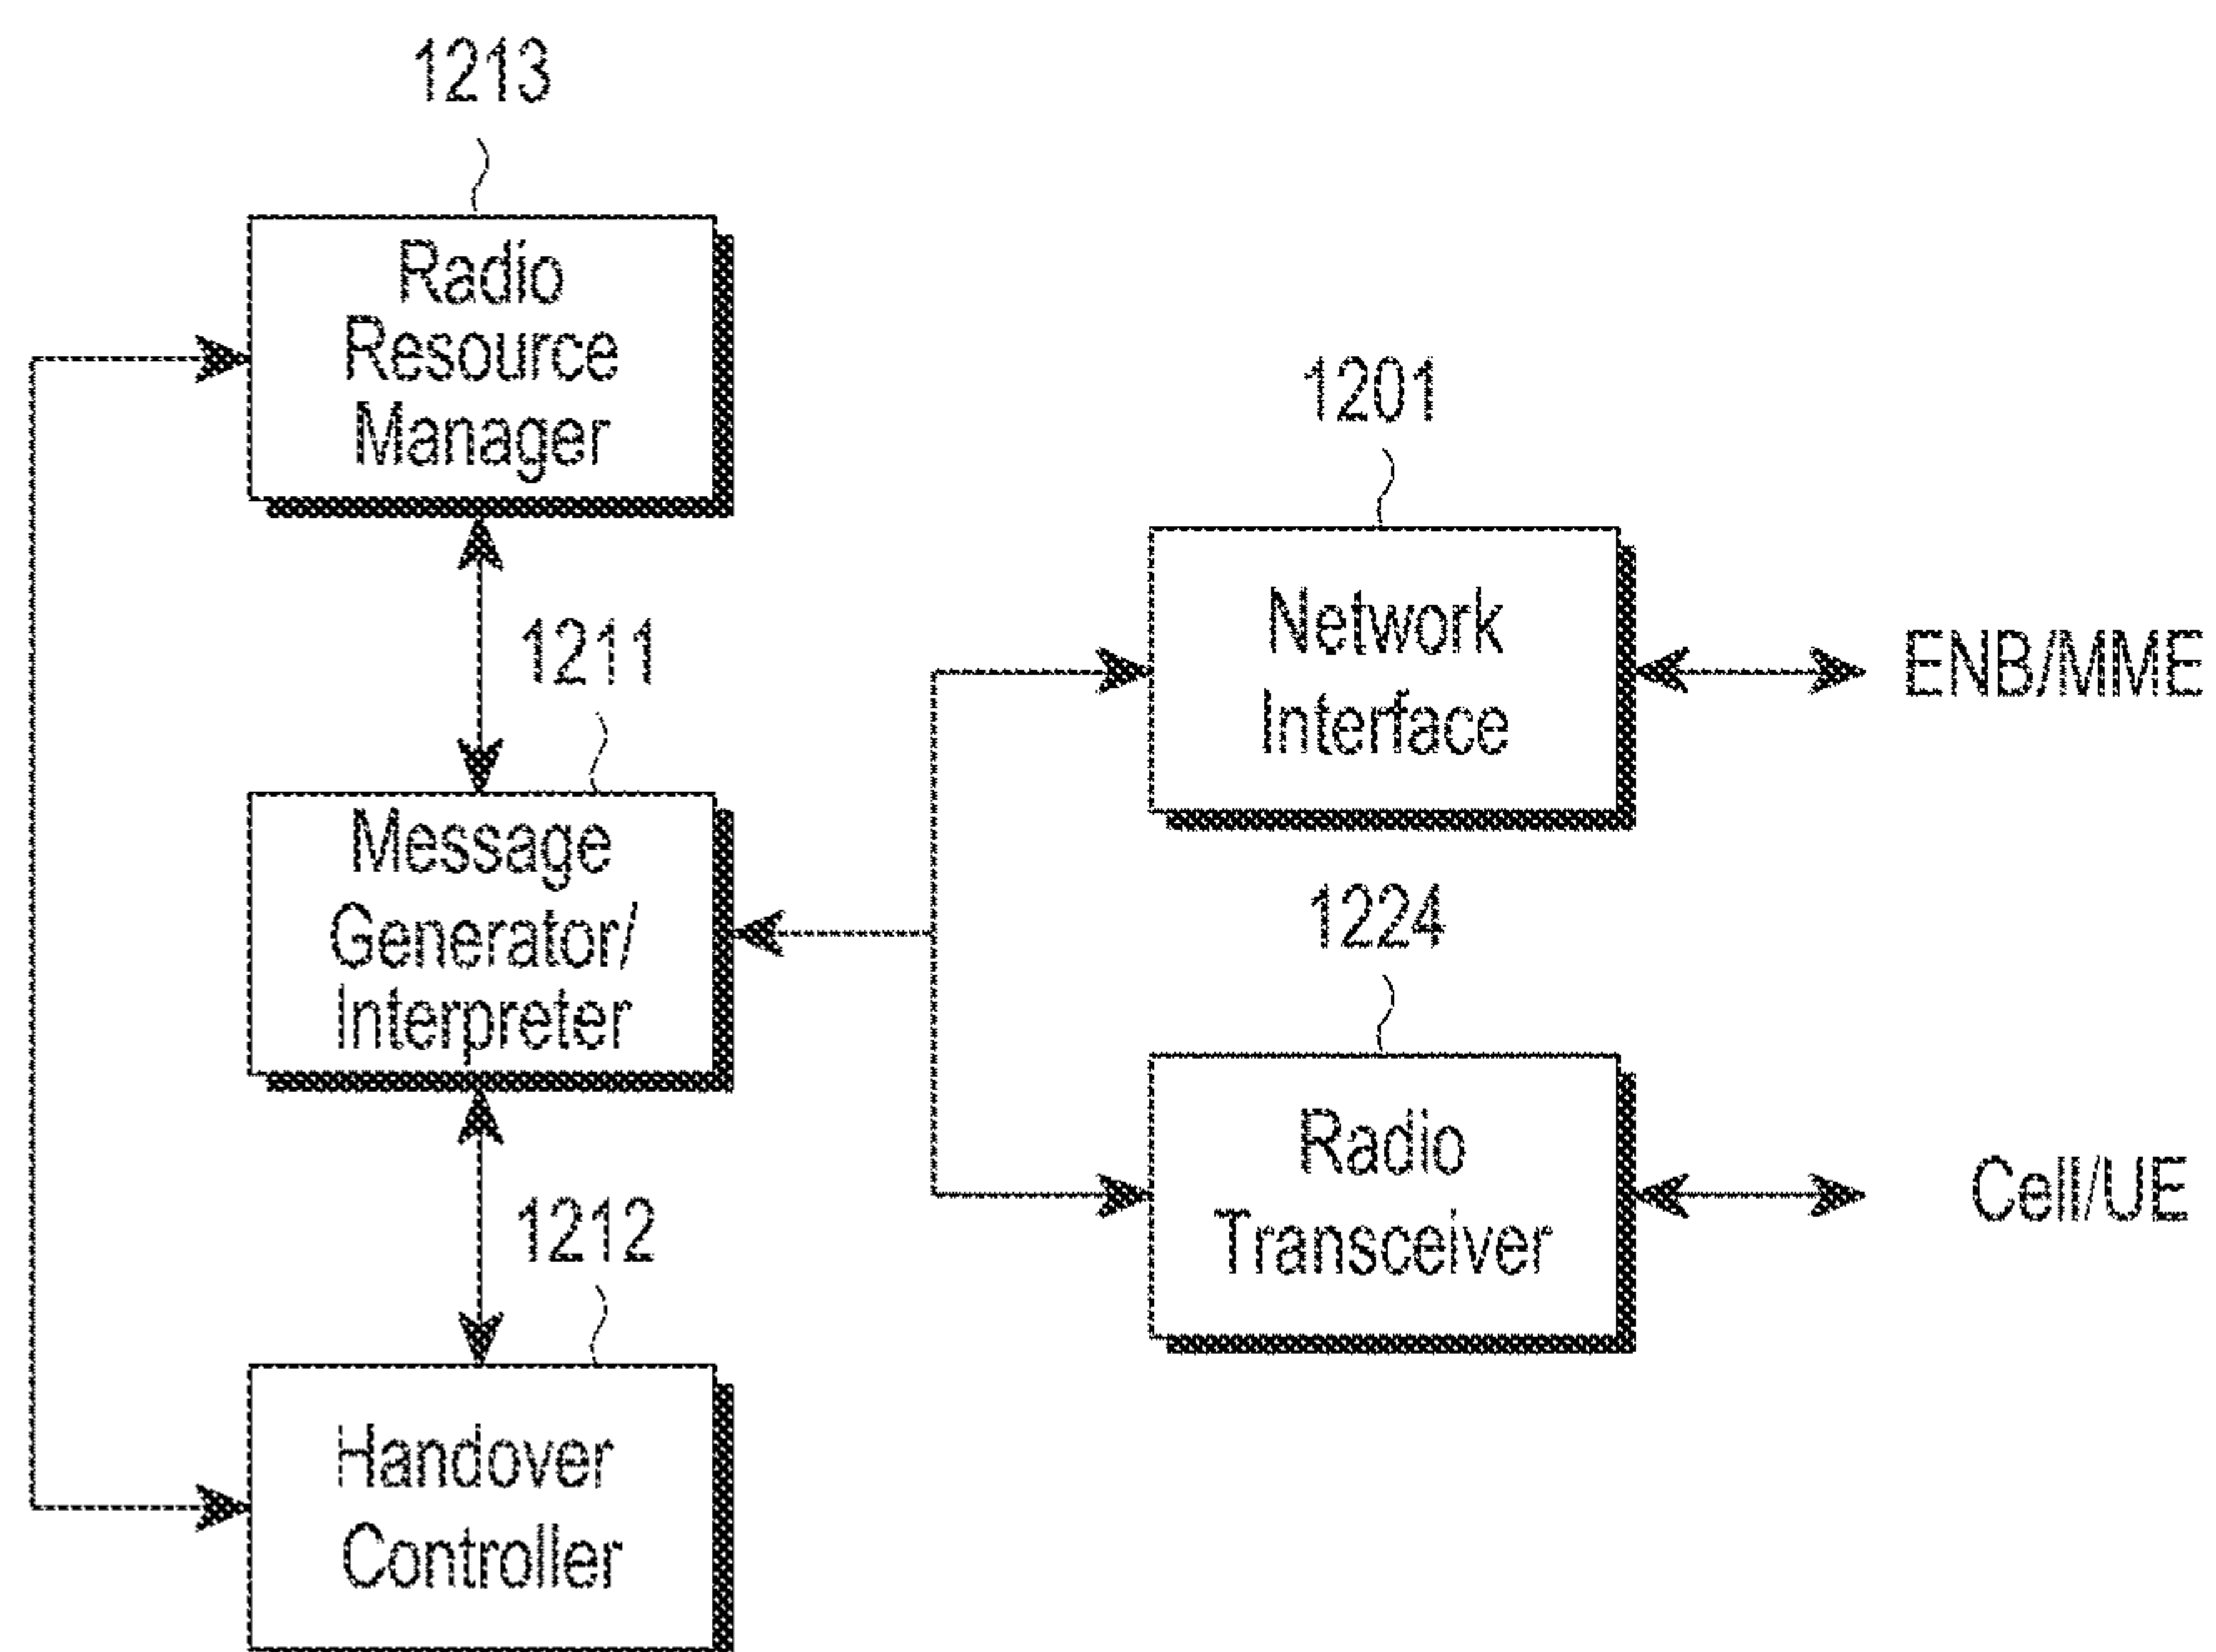 1213
Radio
Resource
Manager
1201
Network
Interface
ENB/MME
1211
Message
Generator/
Interpreter
1224
Radio
Transceiver
Cell/UE
1212
Handover
Controller